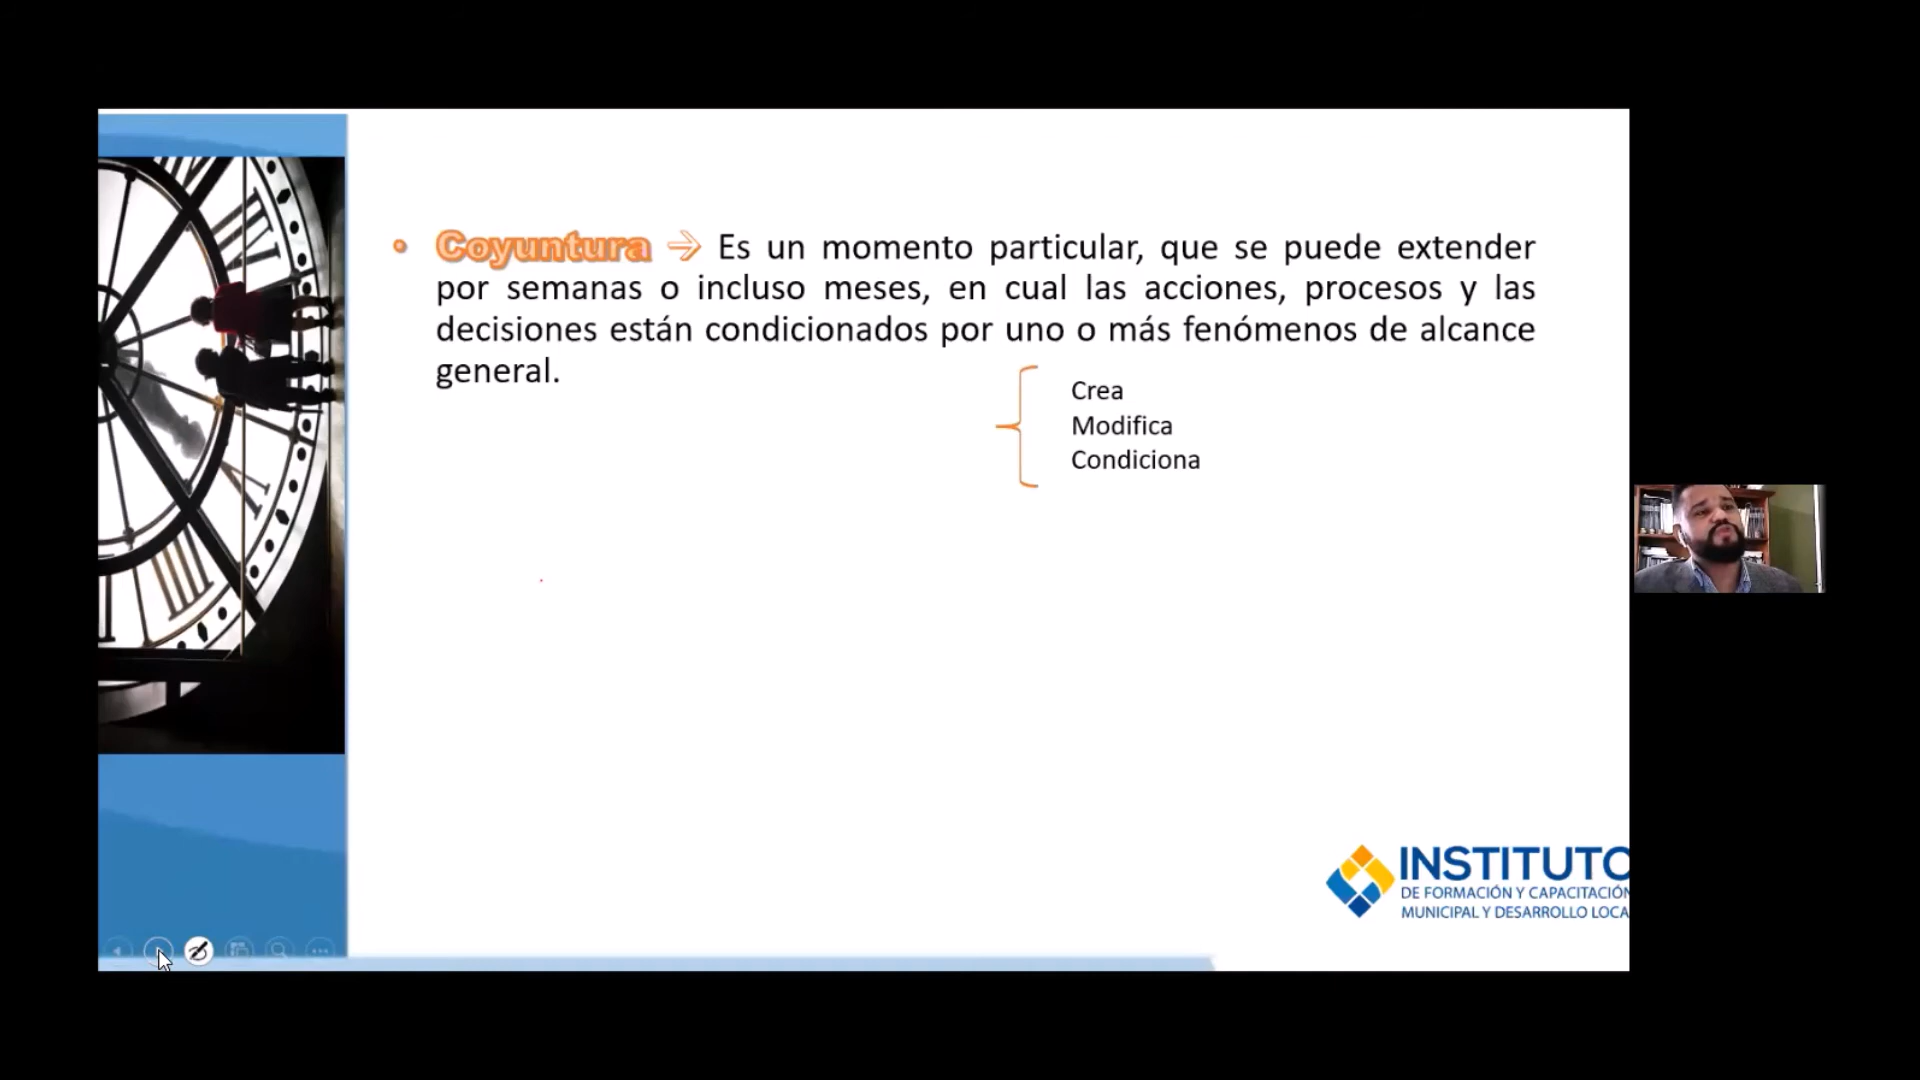 • Coyuntura → Es un momento particular, que se puede extender
por semanas o incluso meses, en cual las acciones, procesos y las
decisiones están condicionados por uno o más fenómenos de alcance
general.
Crea
Modifica
Condiciona
INSTITUTO
DE FORMACIÓN Y CAPACITACIÓN
MUNICIPAL Y DESARROLLO LOCA